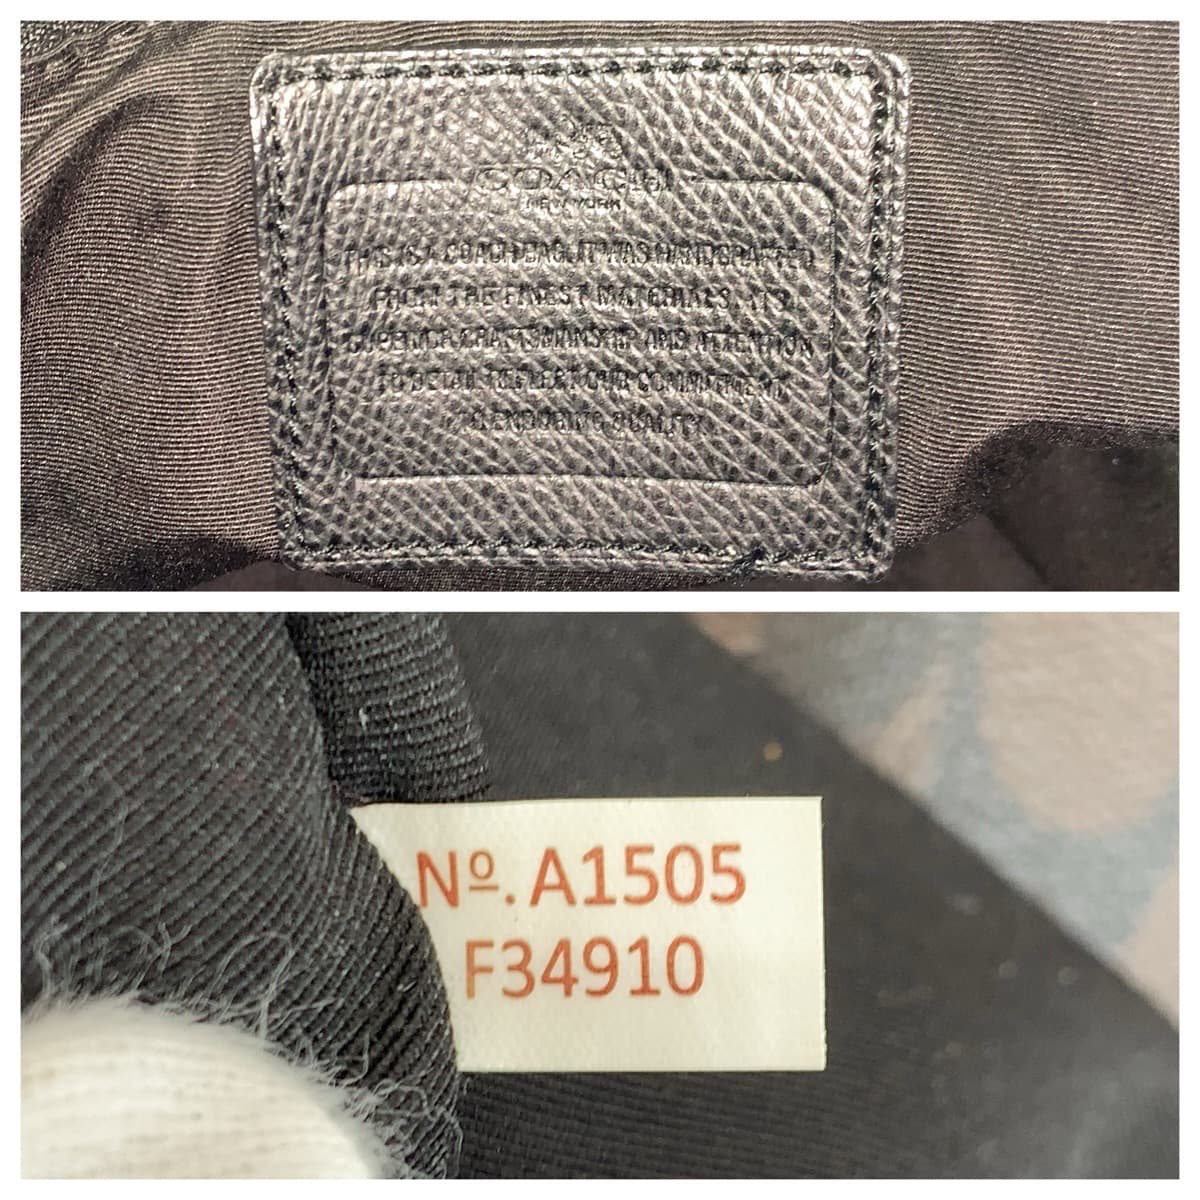 COACH
NEW YORK
THIS IS A COACH BAG. IT WAS HANDCRAFTED
FROM THE FINEST MATERIALS. ITS
SUPERIOR CRAFTSMANSHIP AND ATTENTION
TO DETAIL REFLECT OUR COMMITMENT
TO ENDURING QUALITY.
Nº. A1505
F34910